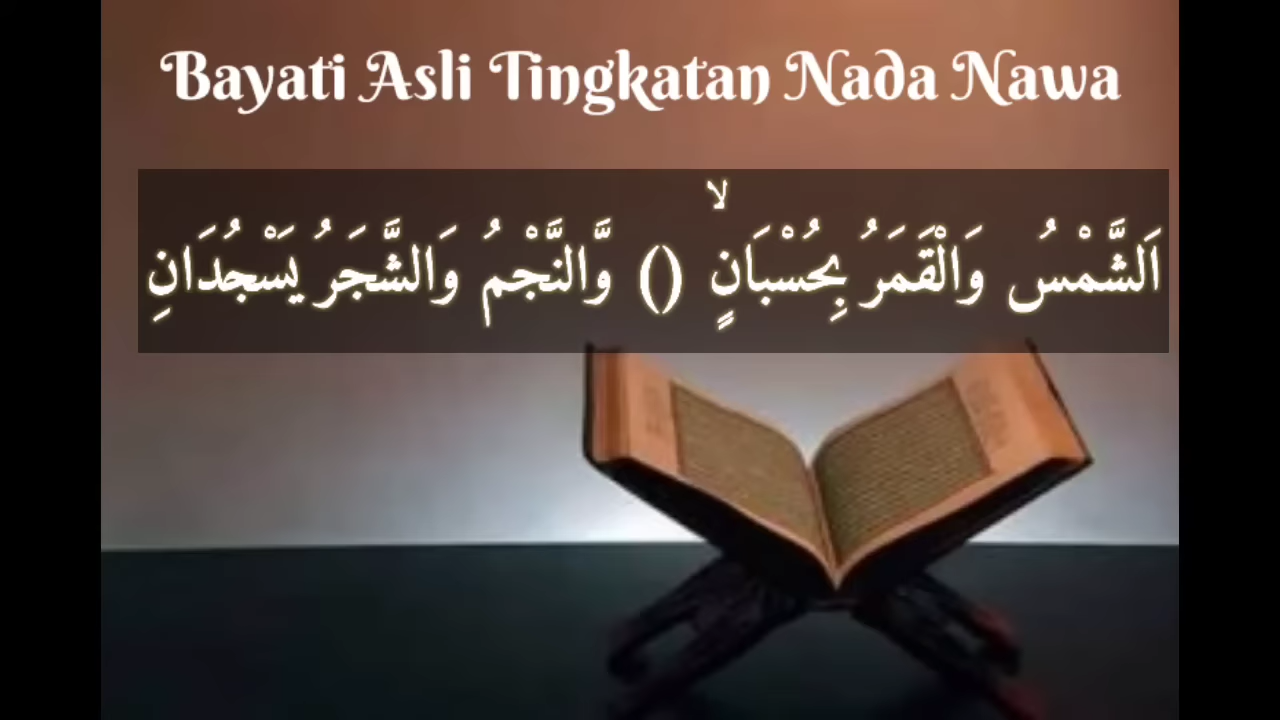 Bayati Asli Tingkatan Nada Nawa
اَلشَّمْسُ وَالْقَمَرُ بِحُسْبَانٍۙ () وَّالنَّجْمُ وَالشَّجَرُ يَسْجُدَانِ